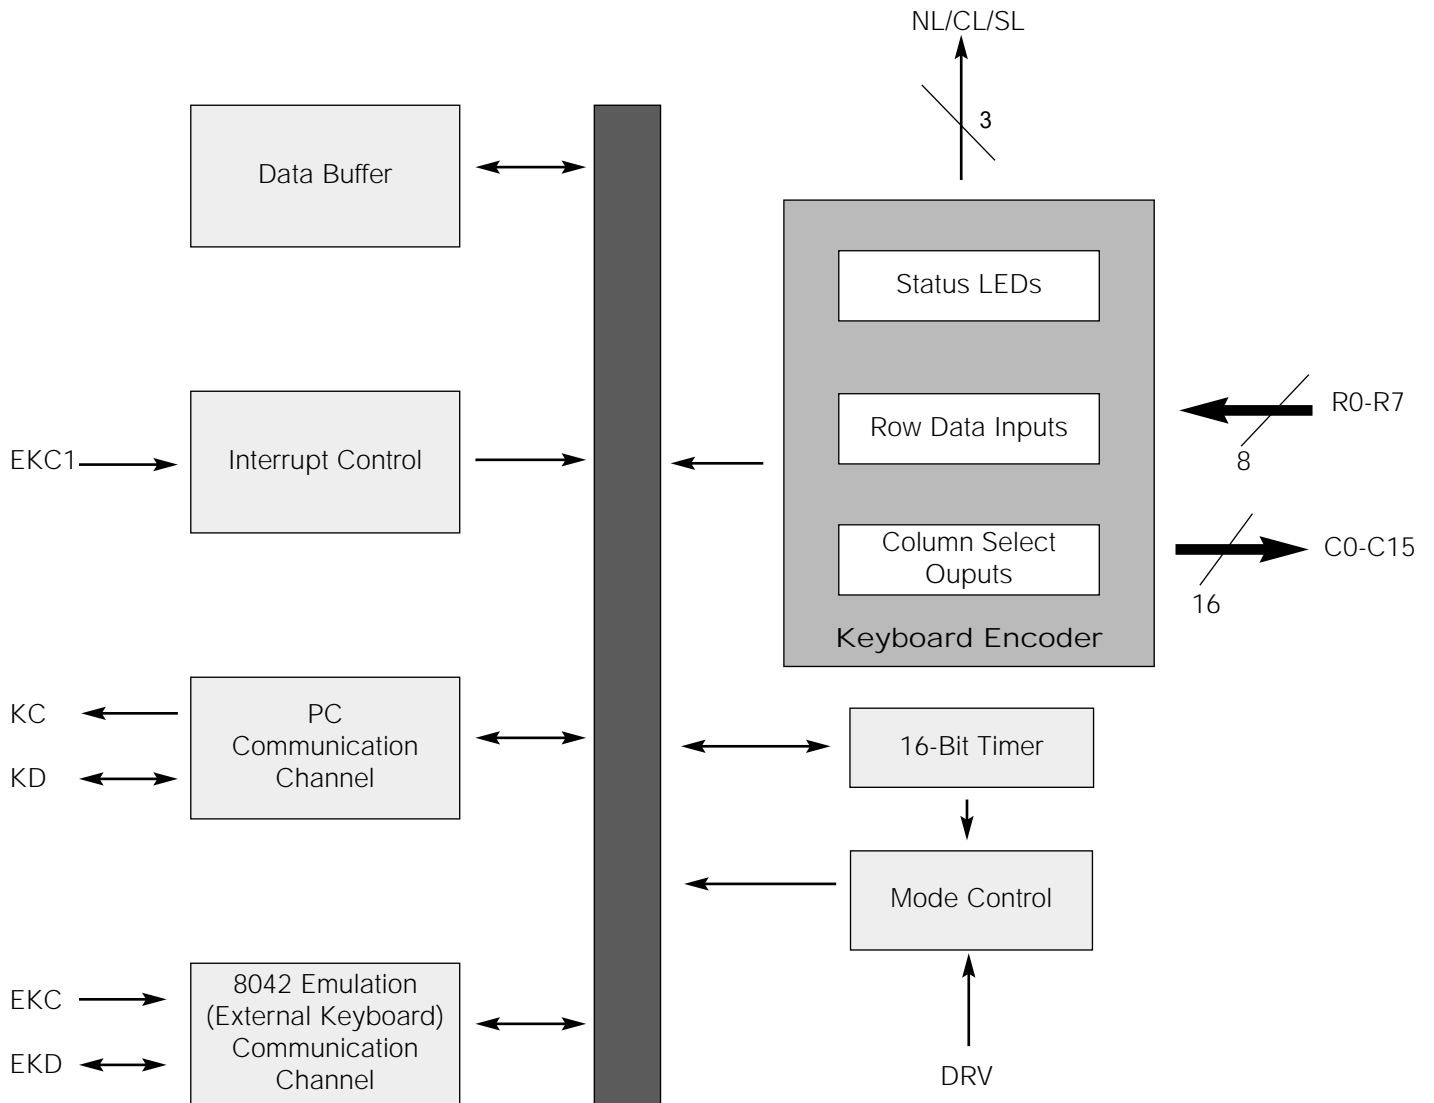 NL/CL/SL
3
Data Buffer
Status LEDs
R0-R7
8
Row Data Inputs
EKC1
Interrupt Control
Column Select
Ouputs
C0-C15
16
Keyboard Encoder
KC
KD
PC
Communication
Channel
16-Bit Timer
Mode Control
EKC
EKD
8042 Emulation
(External Keyboard)
Communication
Channel
DRV